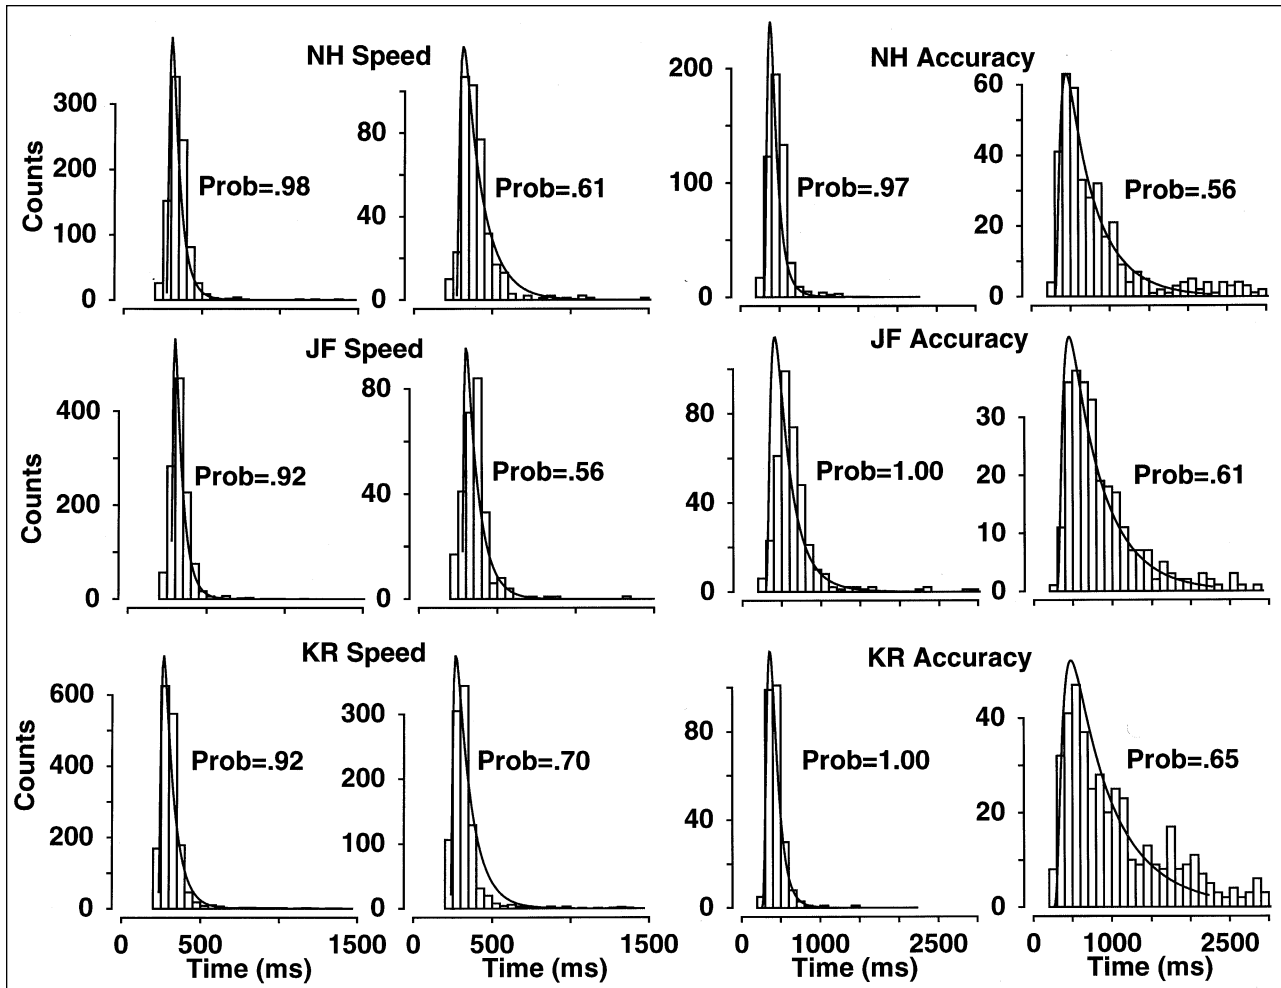 NH Speed
NH Accuracy
Counts
300
200
100
0
Prob=.98
80
40
0
Prob=.61
200
100
0
Prob=.97
60
40
20
0
Prob=.56
JF Speed
JF Accuracy
Counts
400
200
0
Prob=.92
80
40
0
Prob=.56
80
40
0
Prob=1.00
30
20
10
0
Prob=.61
KR Speed
KR Accuracy
Counts
600
400
200
0
Prob=.92
300
200
100
0
Prob=.70
80
40
0
Prob=1.00
40
20
0
Prob=.65
0 500 1500
Time (ms)
0 500 1500
Time (ms)
0 1000 2500
Time (ms)
0 1000 2500
Time (ms)